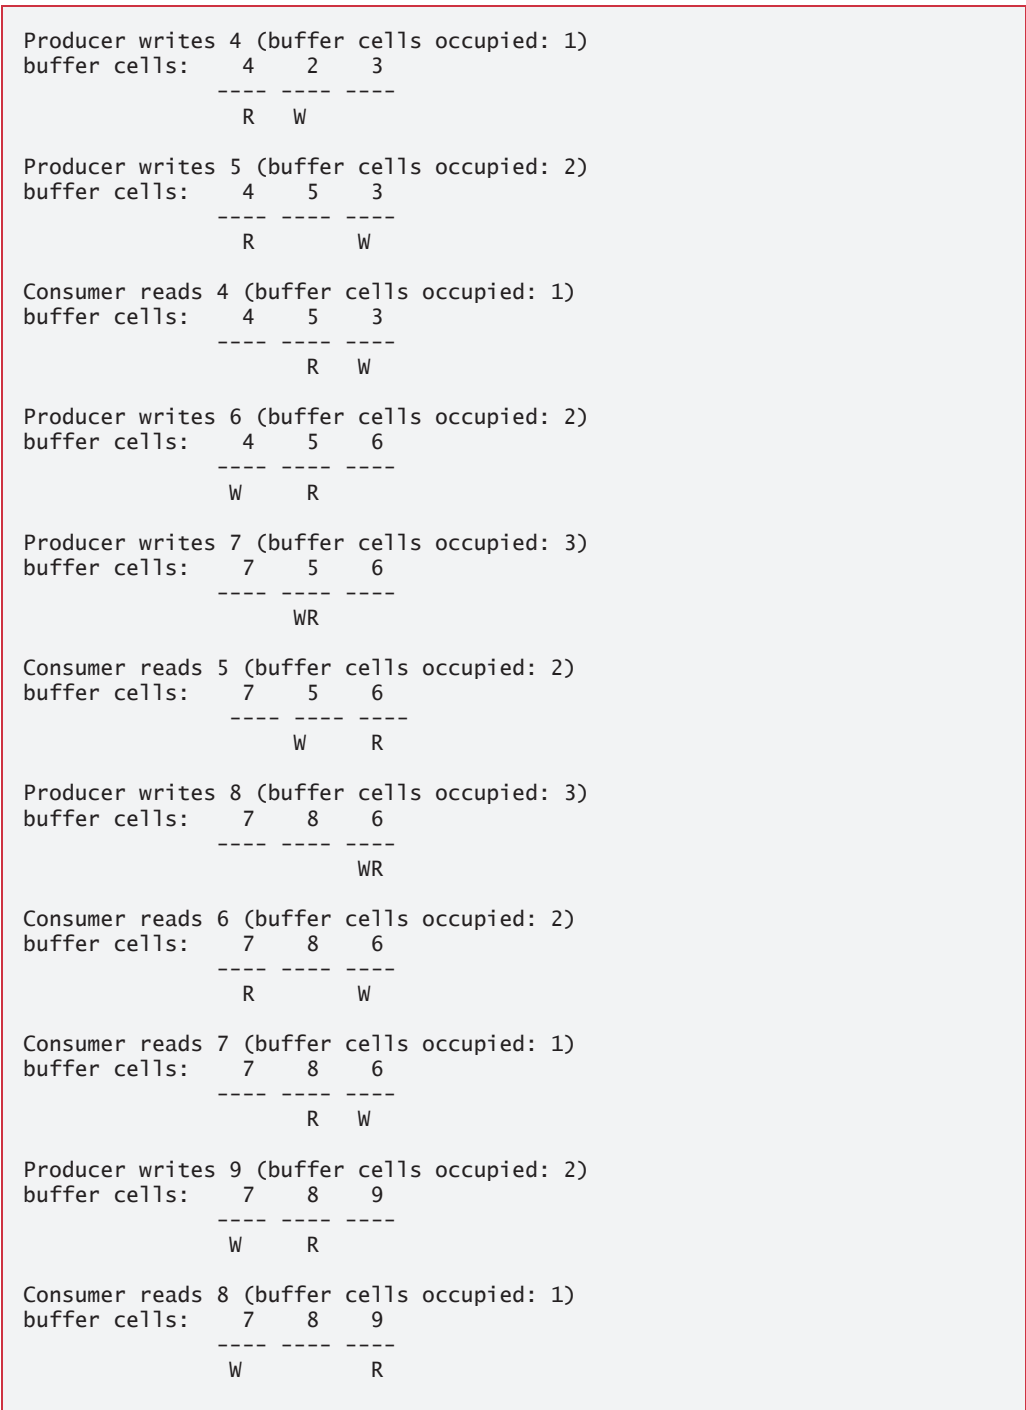 Producer writes 4 (buffer cells occupied: 1)
buffer cells:    4    2    3
               ---- ---- ----
                 R   W
Producer writes 5 (buffer cells occupied: 2)
buffer cells:    4    5    3
               ---- ---- ----
                 R        W
Consumer reads 4 (buffer cells occupied: 1)
buffer cells:    4    5    3
               ---- ---- ----
                      R   W
Producer writes 6 (buffer cells occupied: 2)
buffer cells:    4    5    6
               ---- ---- ----
                W     R
Producer writes 7 (buffer cells occupied: 3)
buffer cells:    7    5    6
               ---- ---- ----
                     WR
Consumer reads 5 (buffer cells occupied: 2)
buffer cells:    7    5    6
                ---- ---- ----
                     W     R
Producer writes 8 (buffer cells occupied: 3)
buffer cells:    7    8    6
               ---- ---- ----
                          WR
Consumer reads 6 (buffer cells occupied: 2)
buffer cells:    7    8    6
               ---- ---- ----
                 R        W
Consumer reads 7 (buffer cells occupied: 1)
buffer cells:    7    8    6
               ---- ---- ----
                      R   W
Producer writes 9 (buffer cells occupied: 2)
buffer cells:    7    8    9
               ---- ---- ----
                W     R
Consumer reads 8 (buffer cells occupied: 1)
buffer cells:    7    8    9
               ---- ---- ----
                W          R